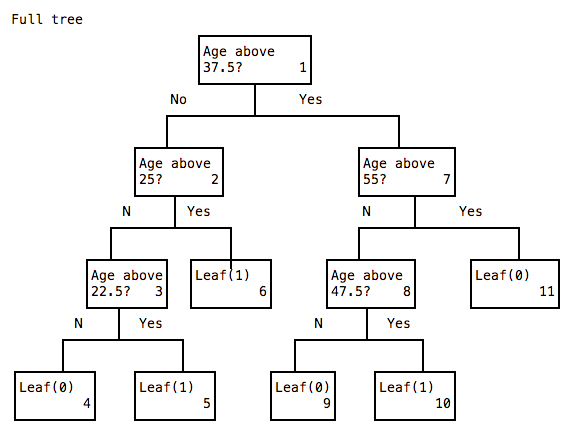 Full tree
Age above
37.5? 1
No Yes
Age above
25? 2
Age above
55? 7
N Yes N Yes
Age above
22.5? 3
Leaf(1)
6
Age above
47.5? 8
Leaf(0)
11
N Yes N Yes
Leaf(0)
4
Leaf(1)
5
Leaf(0)
9
Leaf(1)
10